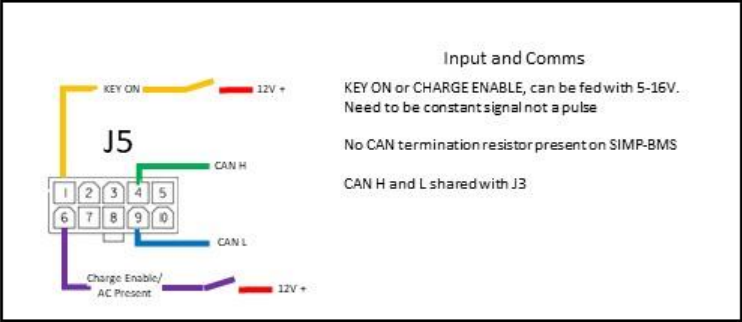 Input and Comms
KEY ON
12V +
KEY ON or CHARGE ENABLE, can be fed with 5-16V.
Need to be constant signal not a pulse
J5
No CAN termination resistor present on SIMP-BMS
CAN H
CAN H and L shared with J3
1 2 3 4 5
6 7 8 9 10
CAN L
Charge Enable/
AC Present
12V +